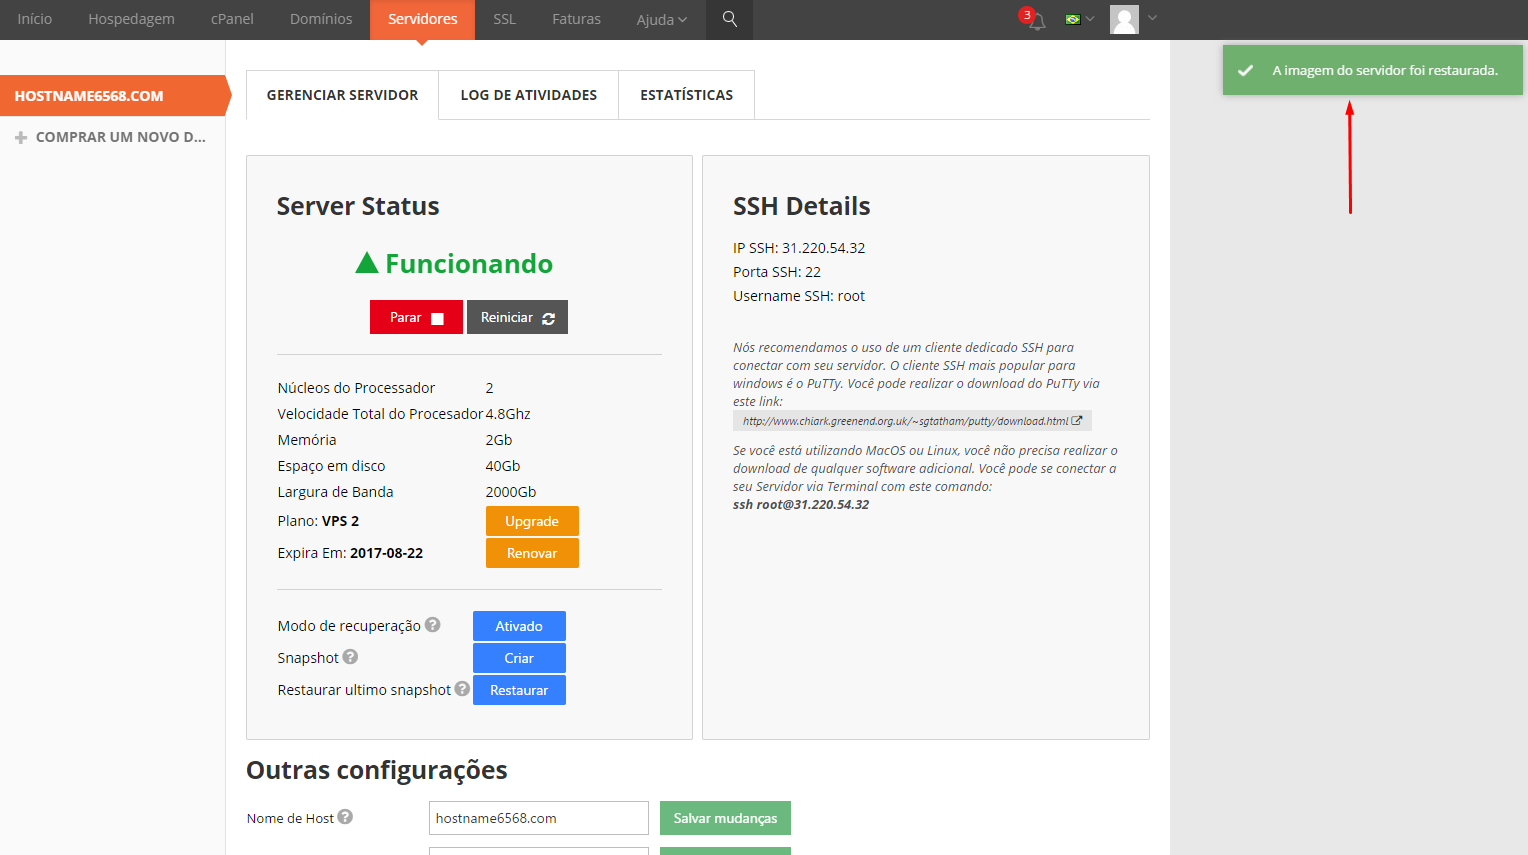 Início Hospedagem cPanel Domínios Servidores SSL Faturas Ajuda 3
A imagem do servidor foi restaurada.
HOSTNAME6568.COM
COMPRAR UM NOVO D...
GERENCIAR SERVIDOR LOG DE ATIVIDADES ESTATÍSTICAS
Server Status
Funcionando
Parar Reiniciar
Núcleos do Processador 2
Velocidade Total do Procesador 4.8Ghz
Memória 2Gb
Espaço em disco 40Gb
Largura de Banda 2000Gb
Plano: VPS 2 Upgrade
Expira Em: 2017-08-22 Renovar
Modo de recuperação ? Ativado
Snapshot ? Criar
Restaurar ultimo snapshot ? Restaurar
SSH Details
IP SSH: 31.220.54.32
Porta SSH: 22
Username SSH: root
Nós recomendamos o uso de um cliente dedicado SSH para
conectar com seu servidor. O cliente SSH mais popular para
windows é o PuTTy. Você pode realizar o download do PuTTy via
este link:
http://www.chiark.greenend.org.uk/~sgtatham/putty/download.html
Se você está utilizando MacOS ou Linux, você não precisa realizar o
download de qualquer software adicional. Você pode se conectar a
seu Servidor via Terminal com este comando:
ssh root@31.220.54.32
Outras configurações
Nome de Host ? hostname6568.com Salvar mudanças